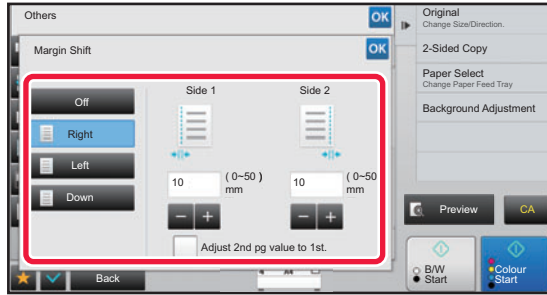 Others
OK
Margin Shift
OK
Off
Right
Left
Down
Side 1
Side 2
10
( 0~50 )
mm
10
( 0~50
mm
Adjust 2nd pg value to 1st.
Back
Original
Change Size/Direction.
2-Sided Copy
Paper Select
Change Paper Feed Tray
Background Adjustment
Preview
CA
B/W
Start
Colour
Start